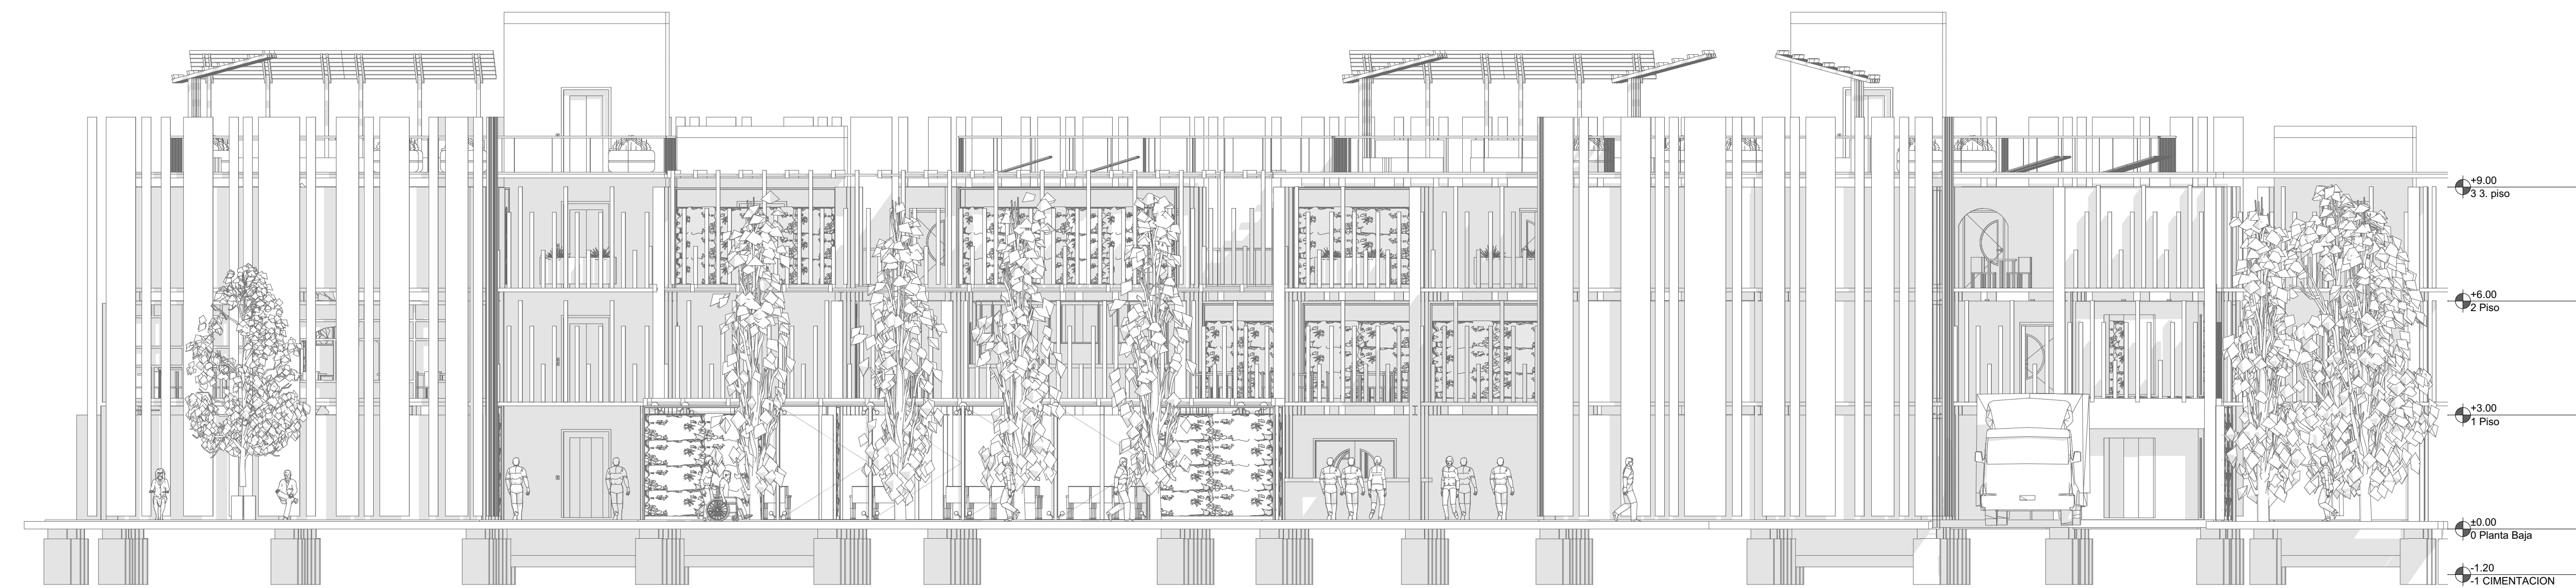 +9.00
3 3. piso
+6.00
2 Piso
+3.00
1 Piso
±0.00
0 Planta Baja
-1.20
-1 CIMENTACION